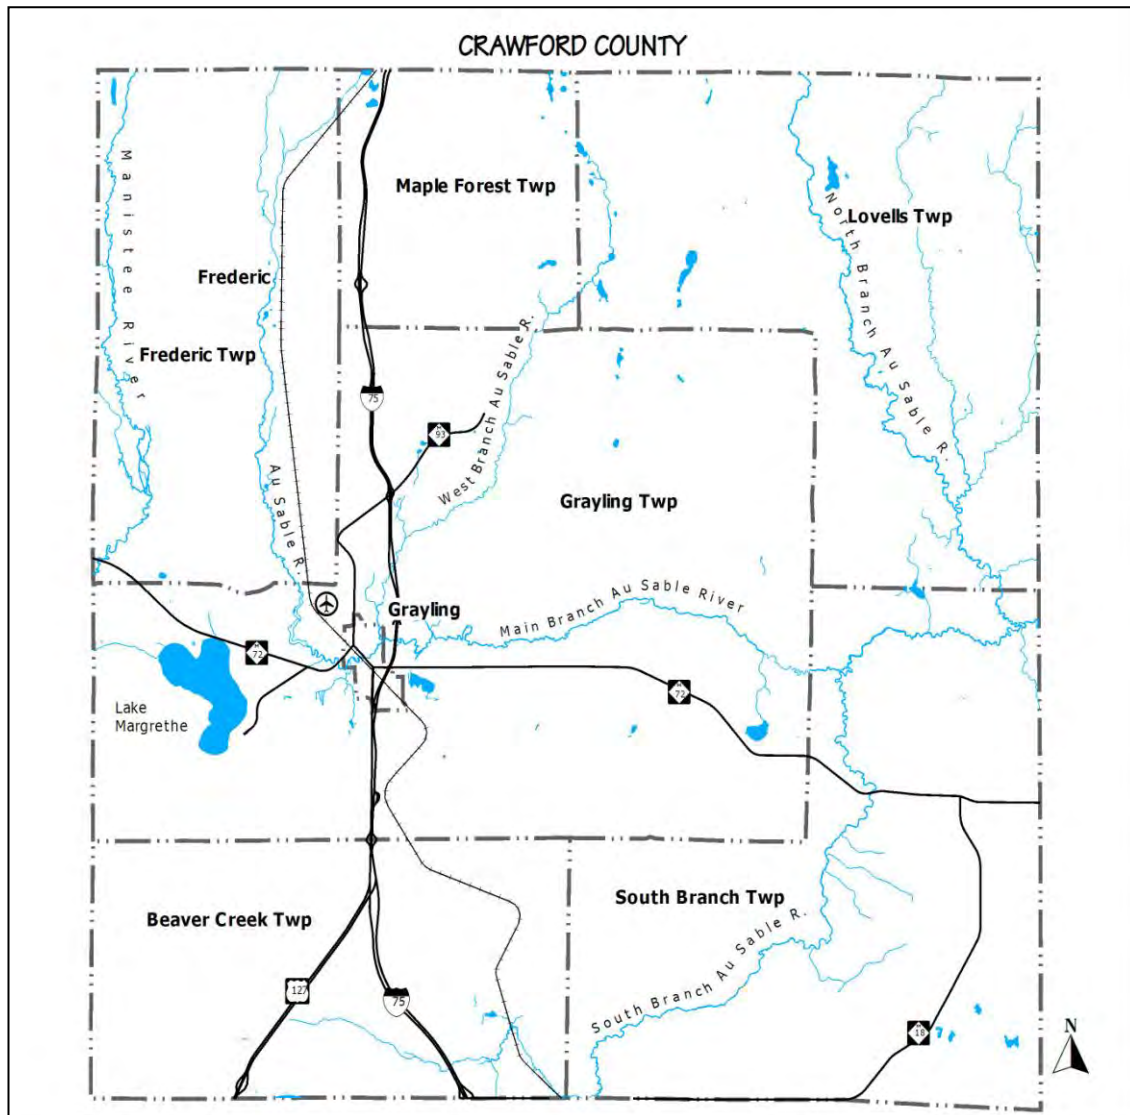 CRAWFORD COUNTY
Manistee River
Maple Forest Twp
Lovells Twp
North Branch Au Sable R.
Frederic
Frederic Twp
75
West Branch Au Sable R.
M
93
Au Sable R.
Grayling Twp
Grayling
Main Branch Au Sable River
M
72
M
72
Lake
Margrethe
South Branch Twp
Beaver Creek Twp
South Branch Au Sable R.
127
75
M
18
N